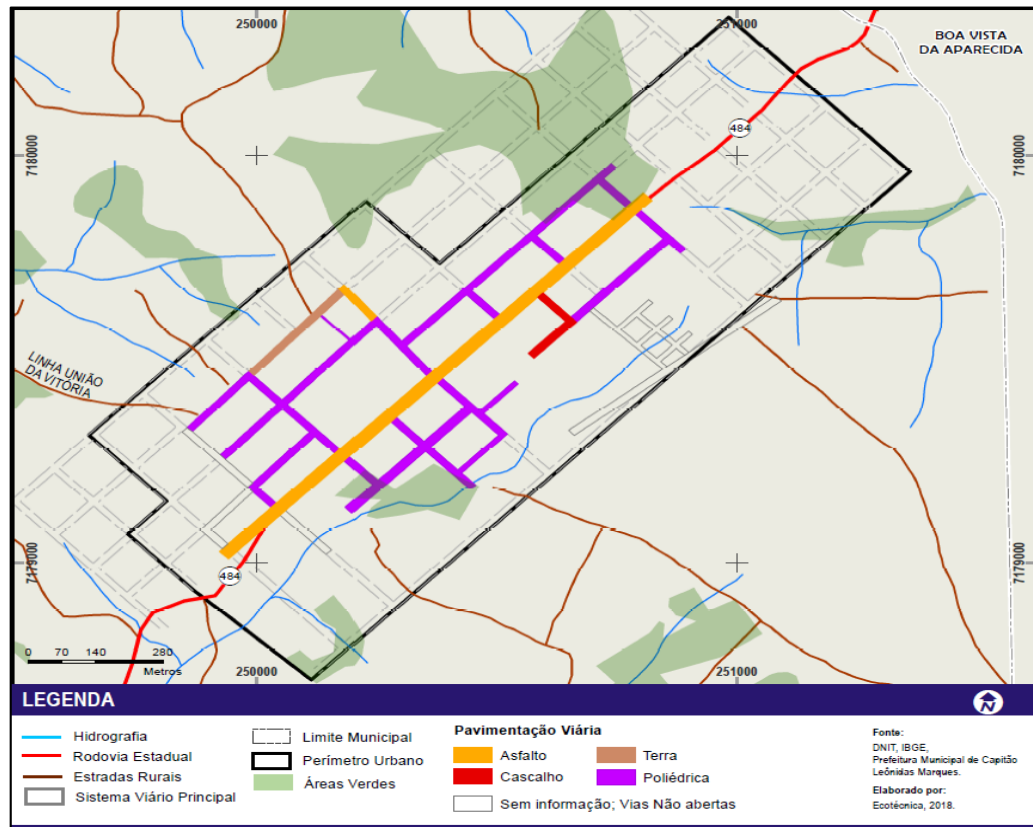 250000
251000
BOA VISTA
DA APARECIDA
484
7180000
7180000
LINHA UNIÃO
DA VITÓRIA
7179000
7179000
484
0 70 140 280
Metros
250000
251000
LEGENDA
N
Hidrografia
Rodovia Estadual
Estradas Rurais
Sistema Viário Principal
Limite Municipal
Perímetro Urbano
Áreas Verdes
Pavimentação Viária
Asfalto
Terra
Cascalho
Poliédrica
Sem informação; Vias Não abertas
Fonte:
DNIT, IBGE,
Prefeitura Municipal de Capitão
Leônidas Marques.
Elaborado por:
Ecotécnica, 2018.